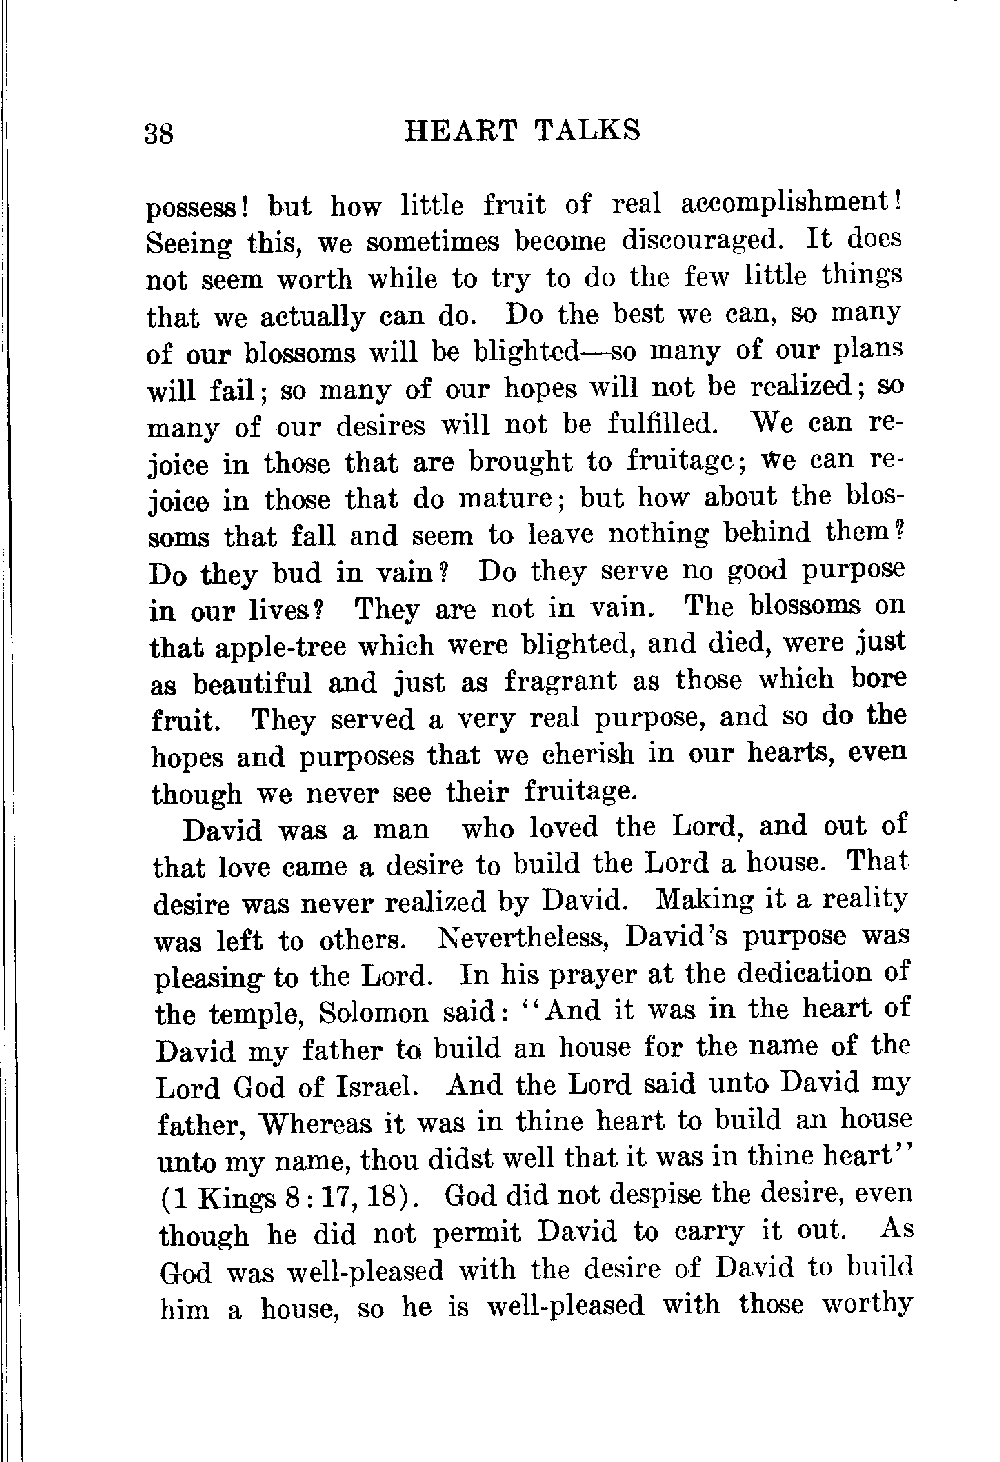 38 HEART TALKS
possess! but how little fruit of real accomplishment!
Seeing this, we sometimes become discouraged. It does
not seem worth while to try to do the few little things
that we actually can do. Do the best we can, so many
of our blossoms will be blighted—so many of our plans
will fail; so many of our hopes will not be realized; so
many of our desires will not be fulfilled. We can re-
joice in those that are brought to fruitage; we can re-
joice in those that do mature; but how about the blos-
soms that fall and seem to leave nothing behind them?
Do they bud in vain? Do they serve no good purpose
in our lives? They are not in vain. The blossoms on
that apple-tree which were blighted, and died, were just
as beautiful and just as fragrant as those which bore
fruit. They served a very real purpose, and so do the
hopes and purposes that we cherish in our hearts, even
though we never see their fruitage.
David was a man who loved the Lord, and out of
that love came a desire to build the Lord a house. That
desire was never realized by David. Making it a reality
was left to others. Nevertheless, David's purpose was
pleasing to the Lord. In his prayer at the dedication of
the temple, Solomon said: "And it was in the heart of
David my father to build an house for the name of the
Lord God of Israel. And the Lord said unto David my
father, Whereas it was in thine heart to build an house
unto my name, thou didst well that it was in thine heart"
(1 Kings 8:17, 18). God did not despise the desire, even
though he did not permit David to carry it out. As
God was well-pleased with the desire of David to build
him a house, so he is well-pleased with those worthy